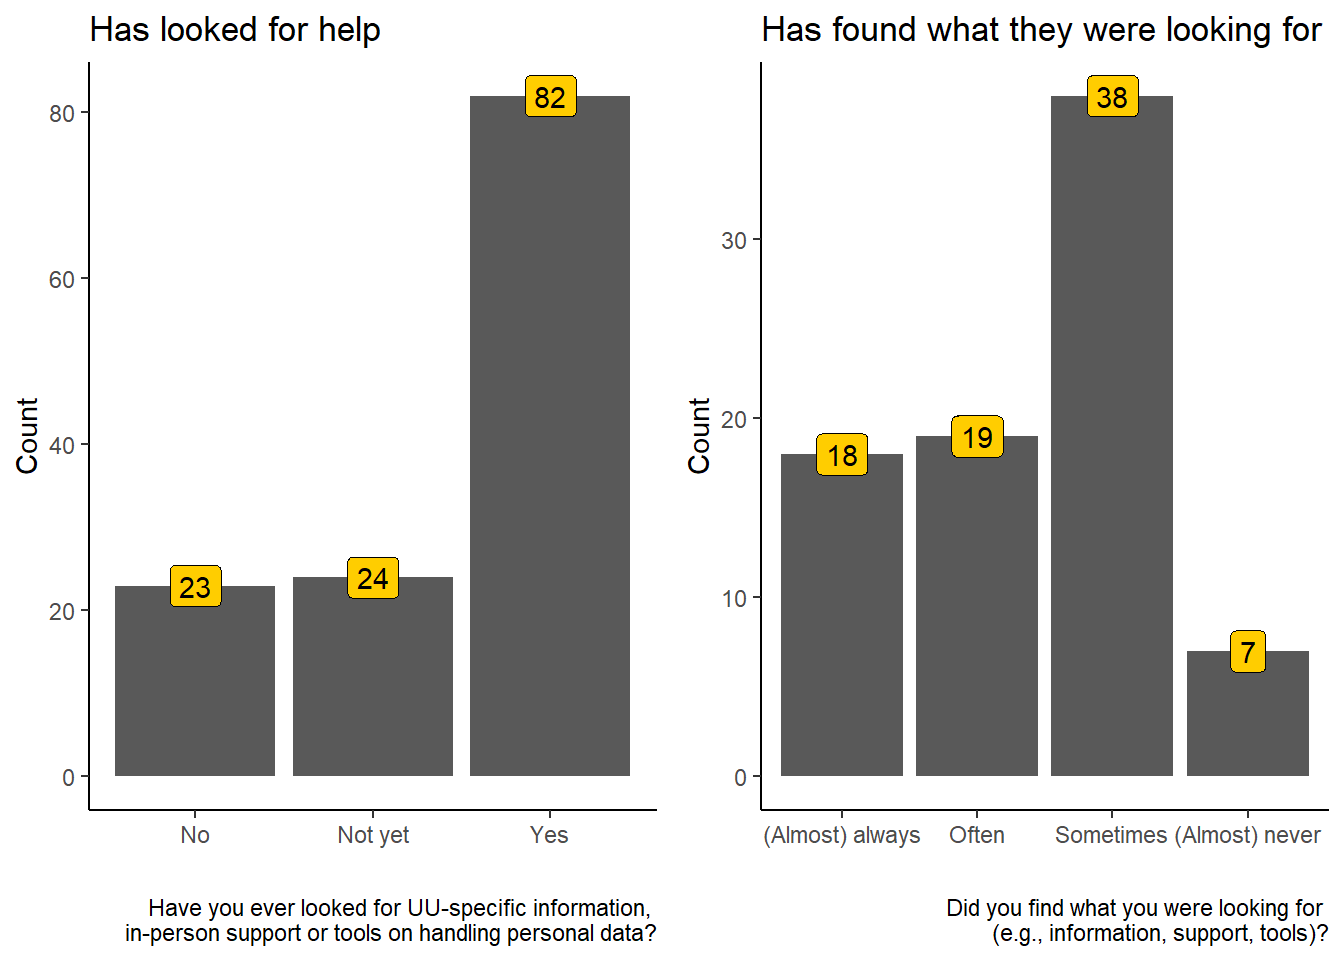 Has looked for help
Count
80
60
40
20
0
23
24
82
No
Not yet
Yes
Have you ever looked for UU-specific information,
in-person support or tools on handling personal data?
Has found what they were looking for
Count
30
20
10
0
18
19
38
7
(Almost) always
Often
Sometimes
(Almost) never
Did you find what you were looking for
(e.g., information, support, tools)?